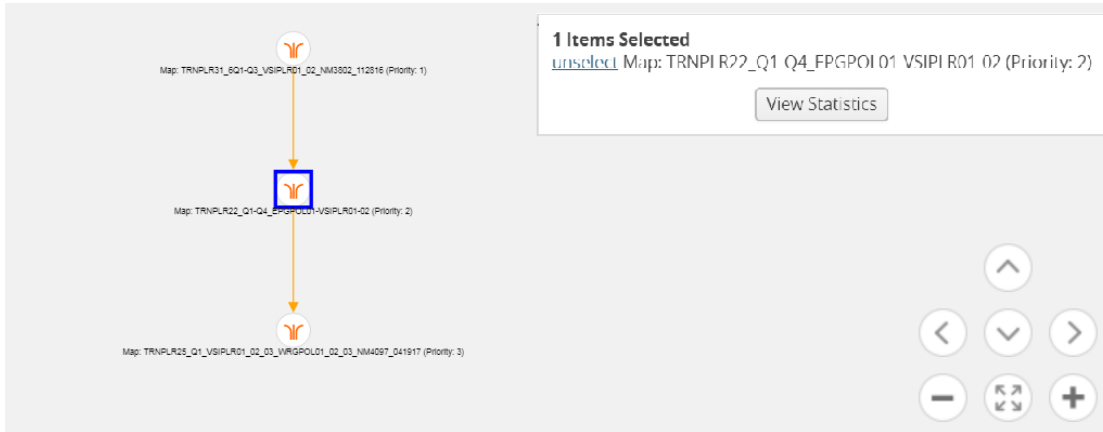 Map: TRNPLR31_6Q1-Q3_VSIPLR01_02_NM3802_112816 (Priority: 1)
1 Items Selected
unselect Map: TRNPLR22_Q1-Q4_EPGPOL01-VSIPLR01-02 (Priority: 2)
View Statistics
Map: TRNPLR22_Q1-Q4_EPGPOL01-VSIPLR01-02 (Priority: 2)
Map: TRNPLR25_Q1_VSIPLR01_02_03_WRGPOL01_02_03_NM4097_041917 (Priority: 3)